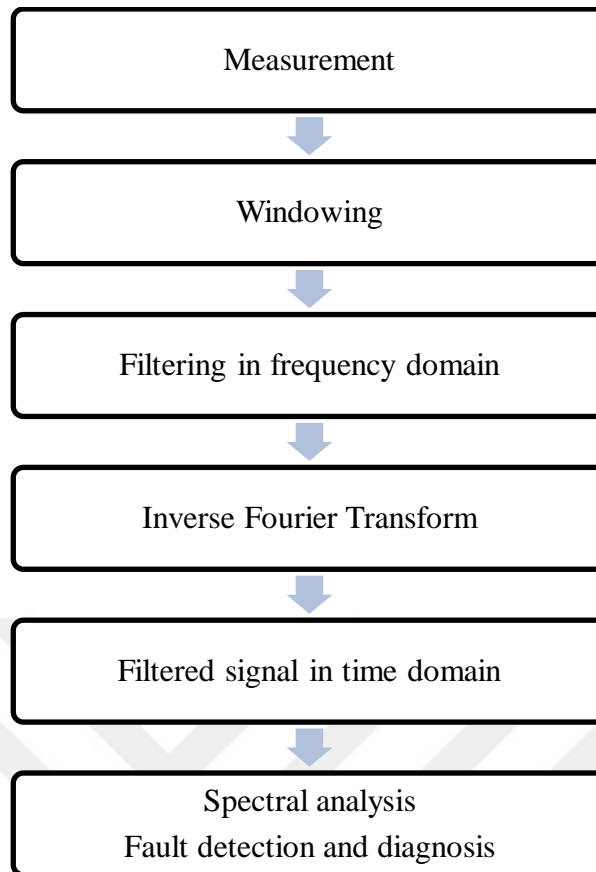 Measurement
Windowing
Filtering in frequency domain
Inverse Fourier Transform
Filtered signal in time domain
Spectral analysis
Fault detection and diagnosis